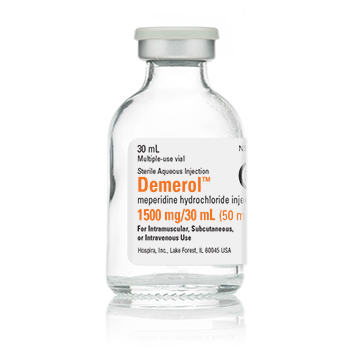 30 mL
Multiple-use vial
Sterile Aqueous Injection
Demerol™
meperidine hydrochloride inje
1500 mg/30 mL (50 m
For Intramuscular, Subcutaneous,
or Intravenous Use
Hospira, Inc., Lake Forest, IL 60045 USA
N